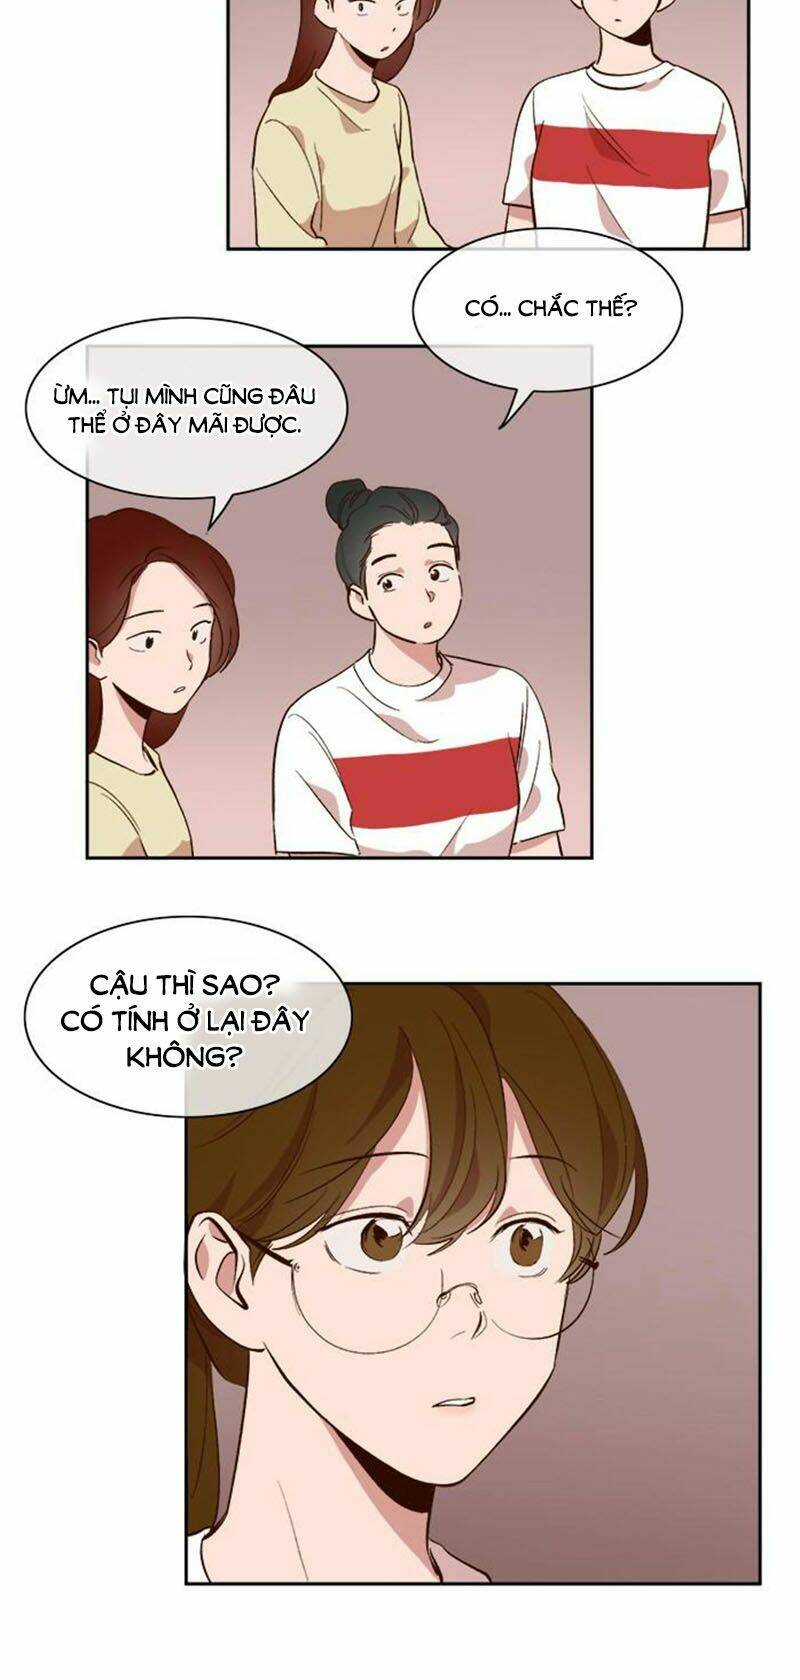 CÓ... CHẮC THẾ?
ỪM... TỤI MÌNH CŨNG ĐÂU
THỂ Ở ĐÂY MÃI ĐƯỢC.
CẬU THÌ SAO?
CÓ TÍNH Ở LẠI ĐÂY
KHÔNG?